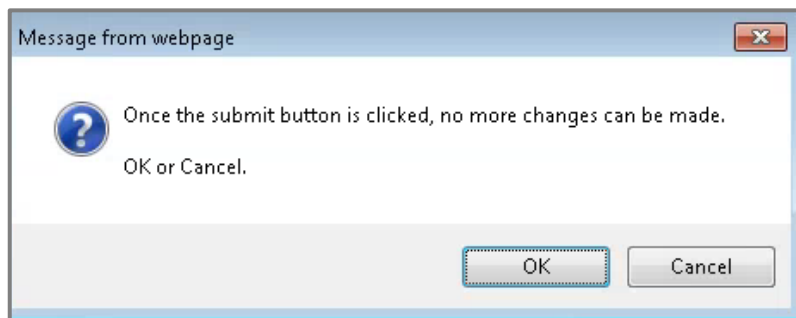 Message from webpage
Once the submit button is clicked, no more changes can be made.
OK or Cancel.
OK
Cancel